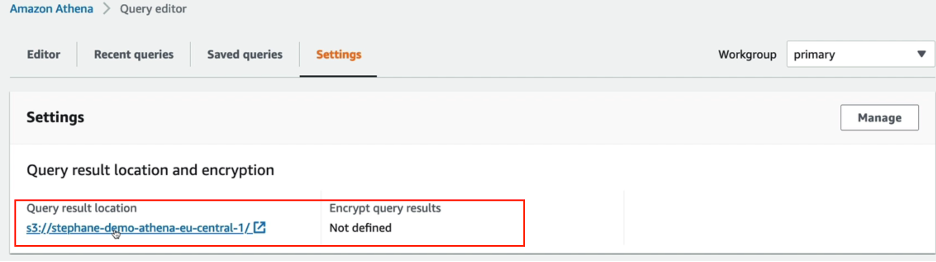 Amazon Athena > Query editor
Editor Recent queries Saved queries Settings Workgroup primary
Settings Manage
Query result location and encryption
Query result location Encrypt query results
s3://stephane-demo-athena-eu-central-1/ Not defined